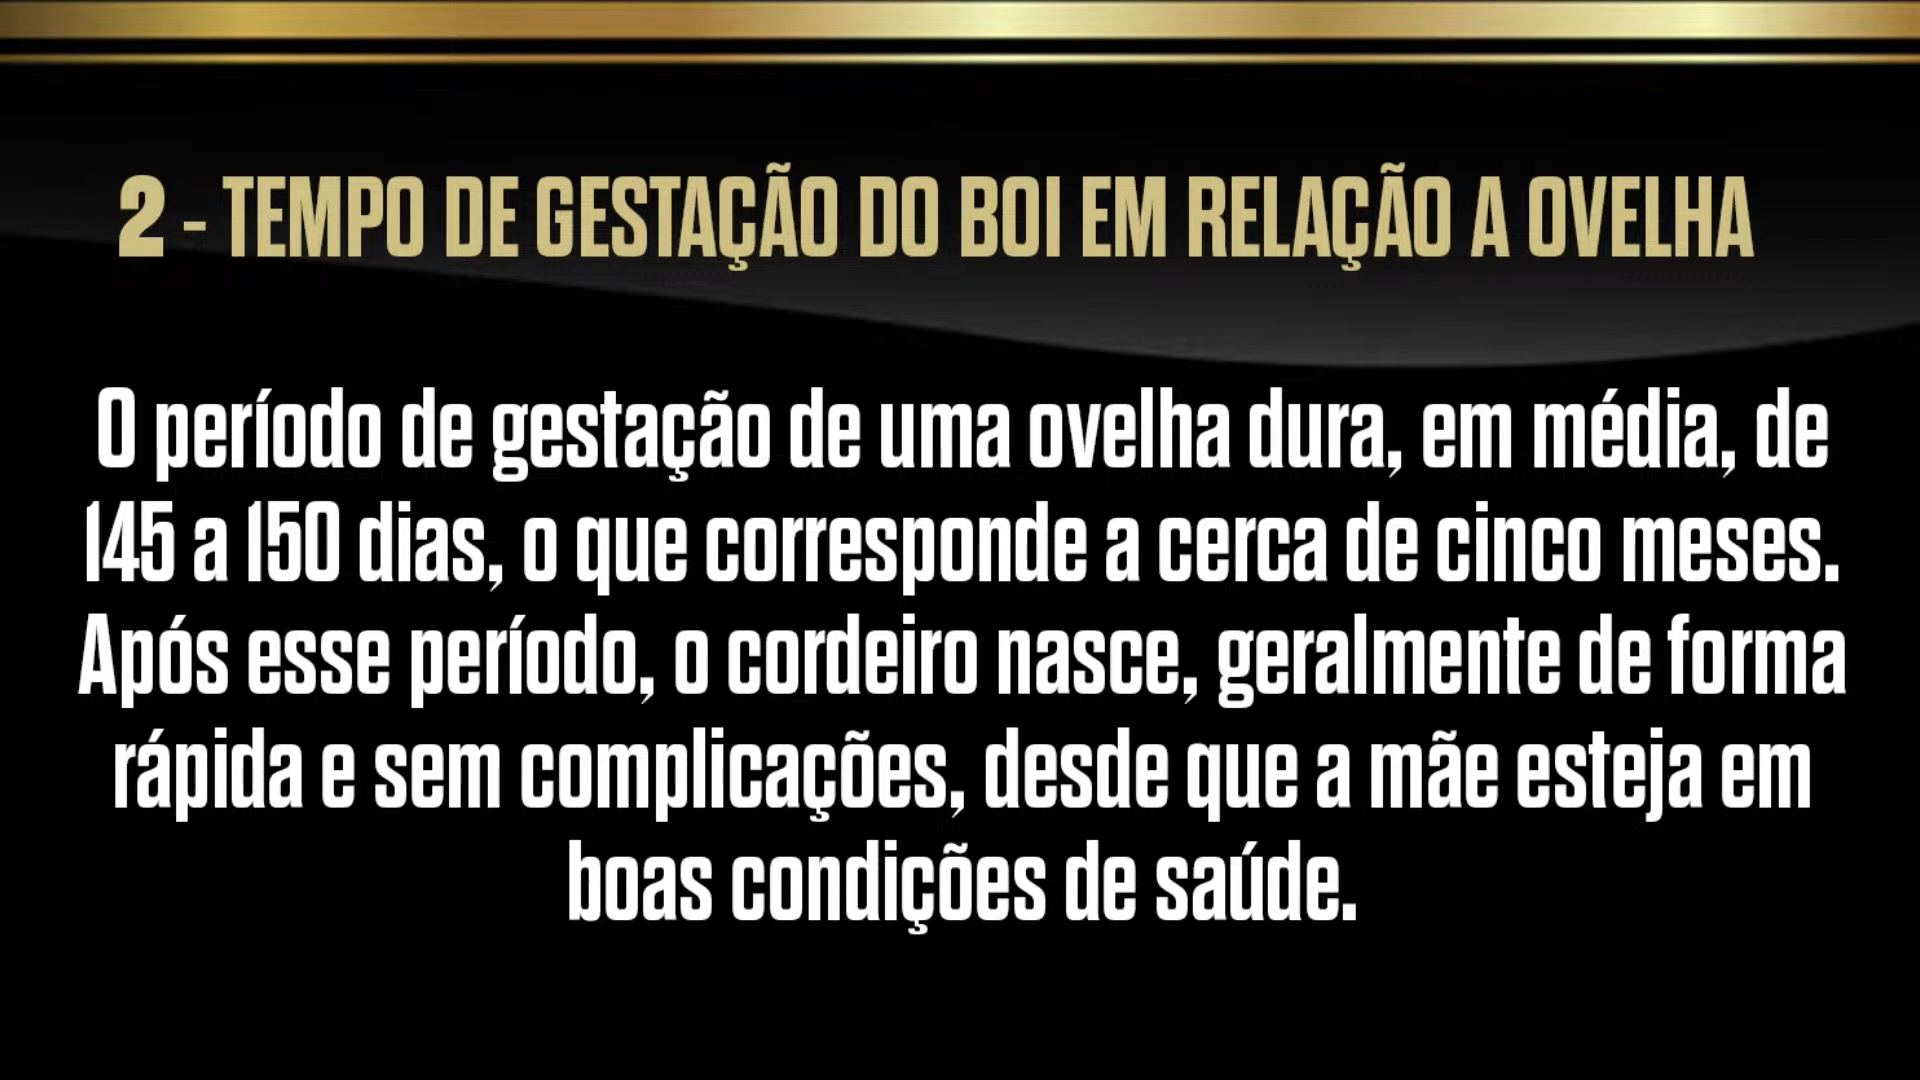 2 - TEMPO DE GESTAÇÃO DO BOI EM RELAÇÃO A OVELHA
O período de gestação de uma ovelha dura, em média, de
145 a 150 dias, o que corresponde a cerca de cinco meses.
Após esse período, o cordeiro nasce, geralmente de forma
rápida e sem complicações, desde que a mãe esteja em
boas condições de saúde.